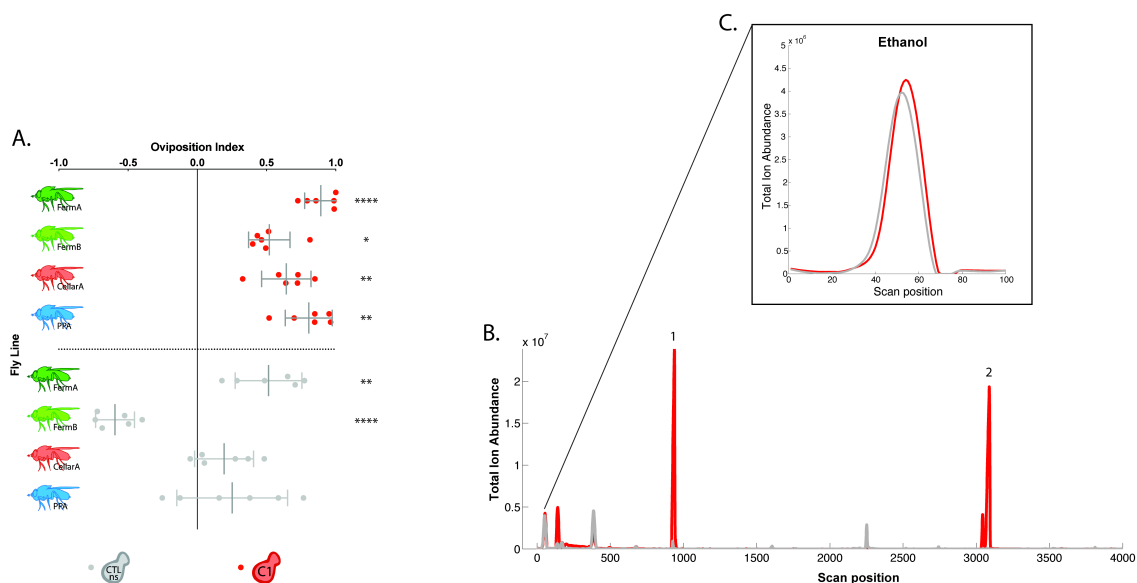 A.
Oviposition Index
-1.0 -0.5 0.0 0.5 1.0
FermA ****
FermB *
CellarA **
PPA **
Fly Line
FermA **
FermB ****
CellarA
PPA
CTL
ns
C1
C.
Ethanol
x 10^6
5
4.5
4
3.5
3
2.5
2
1.5
1
0.5
0
Total Ion Abundance
0 20 40 60 80 100
Scan position
B.
x 10^7
2
1.5
1
0.5
0
Total Ion Abundance
1
2
0 500 1000 1500 2000 2500 3000 3500 4000
Scan position